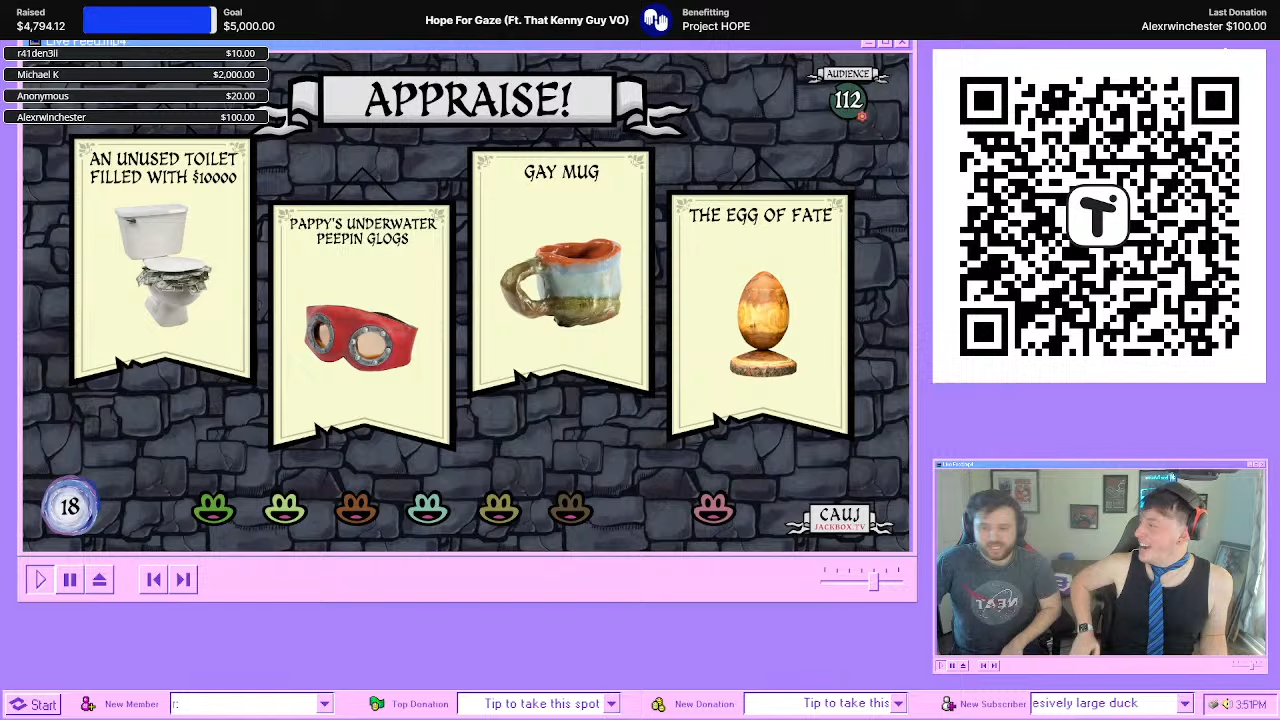 Raised
$4,794.12
Goal
$5,000.00
Hope For Gaze (Ft. That Kenny Guy VO)
Benefitting
Project HOPE
Last Donation
Alexrwinchester $100.00
Live Feed.mp4
r41den3ll $10.00
Michael K $2,000.00
Anonymous $20.00
Alexrwinchester $100.00
APPRAISE!
AUDIENCE
112
AN UNUSED TOILET
FILLED WITH $10000
PAPPY'S UNDERWATER
PEEPIN GLOGS
GAY MUG
THE EGG OF FATE
18
CAUJ
JACKBOX.TV
T
Start
New Member
r:
Top Donation
Tip to take this spot
New Donation
Tip to take this
New Subscriber
esively large duck
3:51PM